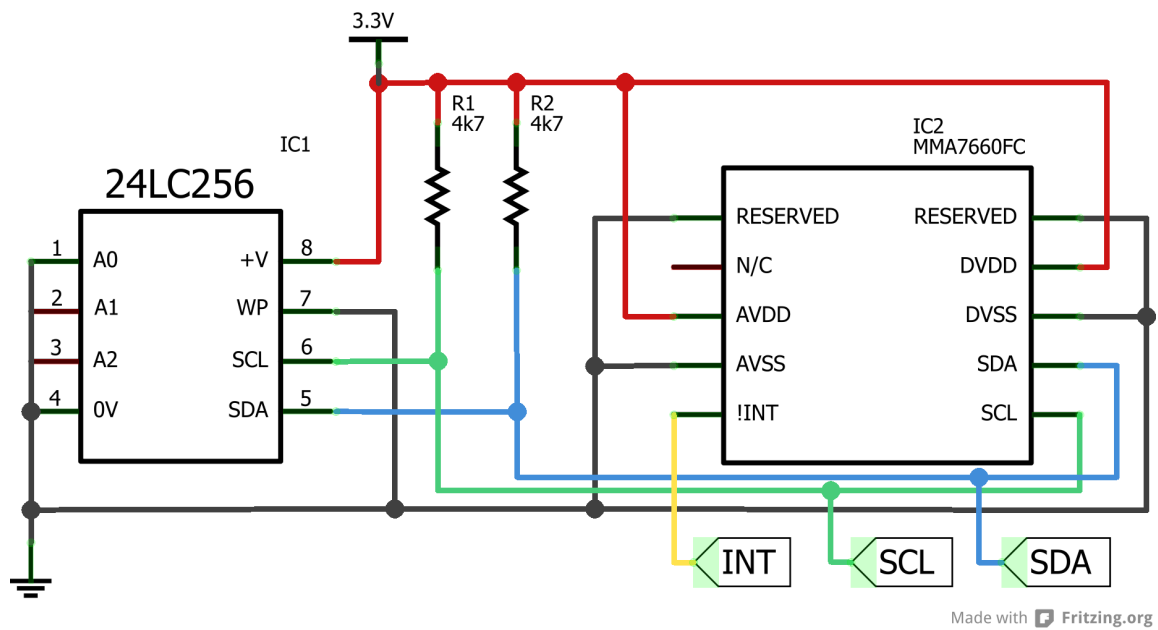 3.3V
R1
4k7
R2
4k7
IC1
24LC256
1 A0 +V 8
2 A1 WP 7
3 A2 SCL 6
4 0V SDA 5
IC2
MMA7660FC
RESERVED RESERVED
N/C DVDD
AVDD DVSS
AVSS SDA
!INT SCL
INT SCL SDA
Made with Fritzing.org